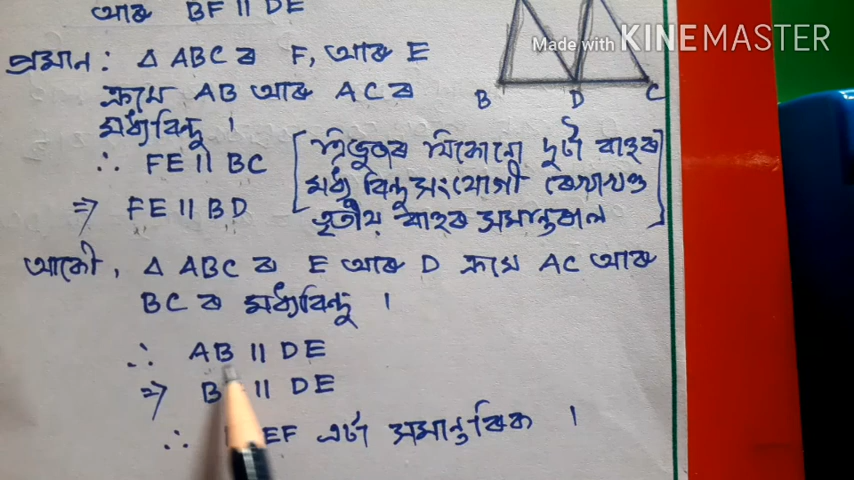 আৰু BF || DE
Made with KINEMASTER
প্ৰমান : Δ ABC ৰ F, আৰু E
ক্ৰমে AB আৰু AC ৰ
মধ্যবিন্দু ।
B D C
∴ FE || BC [ ত্ৰিভুজৰ যিকোনো দুটা বাহুৰ
মধ্য বিন্দু সংযোগী ৰেখাখণ্ড
⇒ FE || BD তৃতীয় বাহুৰ সমান্তৰাল ]
আকৌ, Δ ABC ৰ E আৰু D ক্ৰমে AC আৰু
BC ৰ মধ্যবিন্দু ।
∴ AB || DE
⇒ B || DE
∴ EF এটা সমান্তৰিক ।